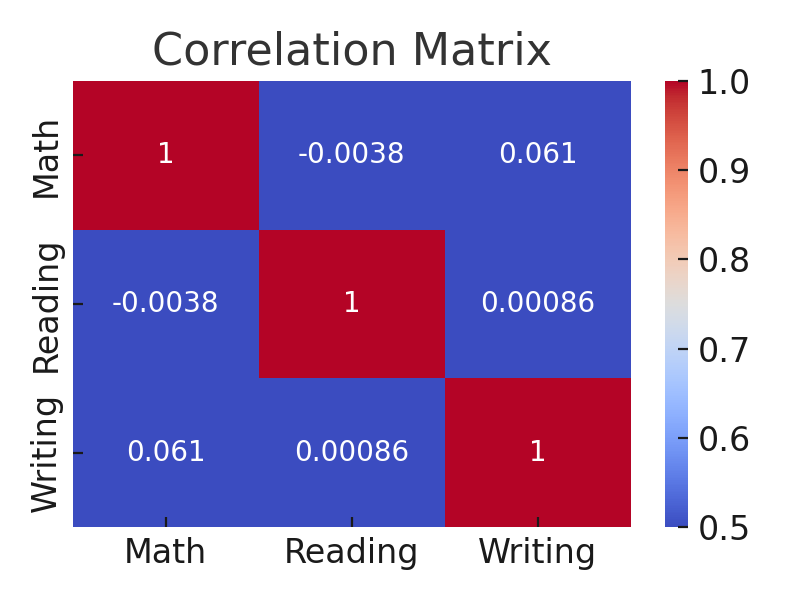 Correlation Matrix
Math 1 -0.0038 0.061
Reading -0.0038 1 0.00086
Writing 0.061 0.00086 1
Math Reading Writing
1.0
0.9
0.8
0.7
0.6
0.5